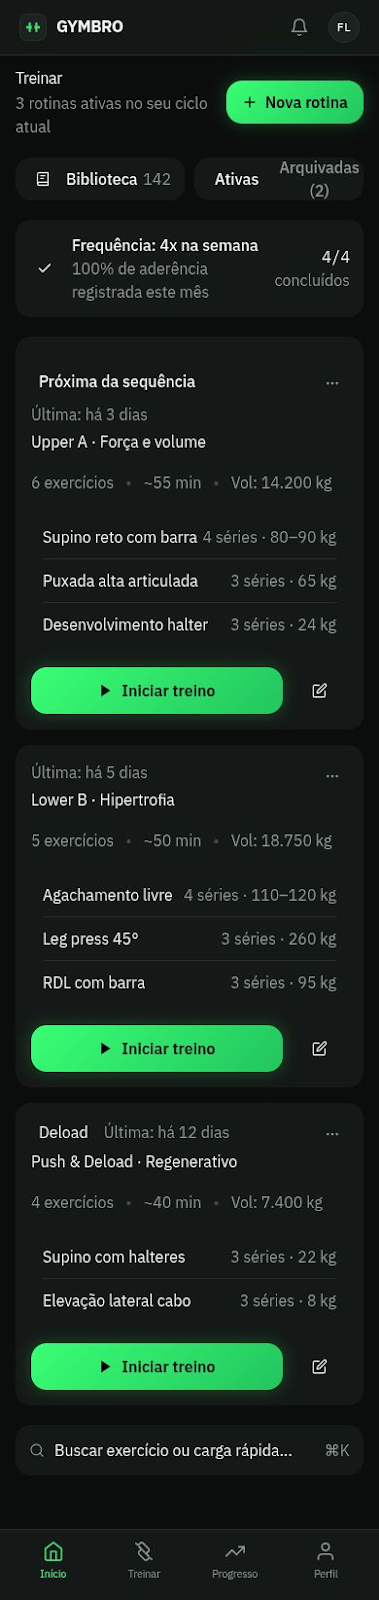 GYMBRO
FL
Treinar
3 rotinas ativas no seu ciclo
atual
+ Nova rotina
Biblioteca 142
Ativas
Arquivadas
(2)
Frequência: 4x na semana
100% de aderência
registrada este mês
4/4
concluídos
Próxima da sequência
Última: há 3 dias
Upper A · Força e volume
6 exercícios • ~55 min • Vol: 14.200 kg
Supino reto com barra 4 séries · 80–90 kg
Puxada alta articulada 3 séries · 65 kg
Desenvolvimento halter 3 séries · 24 kg
Iniciar treino
Última: há 5 dias
Lower B · Hipertrofia
5 exercícios • ~50 min • Vol: 18.750 kg
Agachamento livre 4 séries · 110–120 kg
Leg press 45° 3 séries · 260 kg
RDL com barra 3 séries · 95 kg
Iniciar treino
Deload Última: há 12 dias
Push & Deload · Regenerativo
4 exercícios • ~40 min • Vol: 7.400 kg
Supino com halteres 3 séries · 22 kg
Elevação lateral cabo 3 séries · 8 kg
Iniciar treino
Buscar exercício ou carga rápida... ⌘K
Início Treinar Progresso Perfil